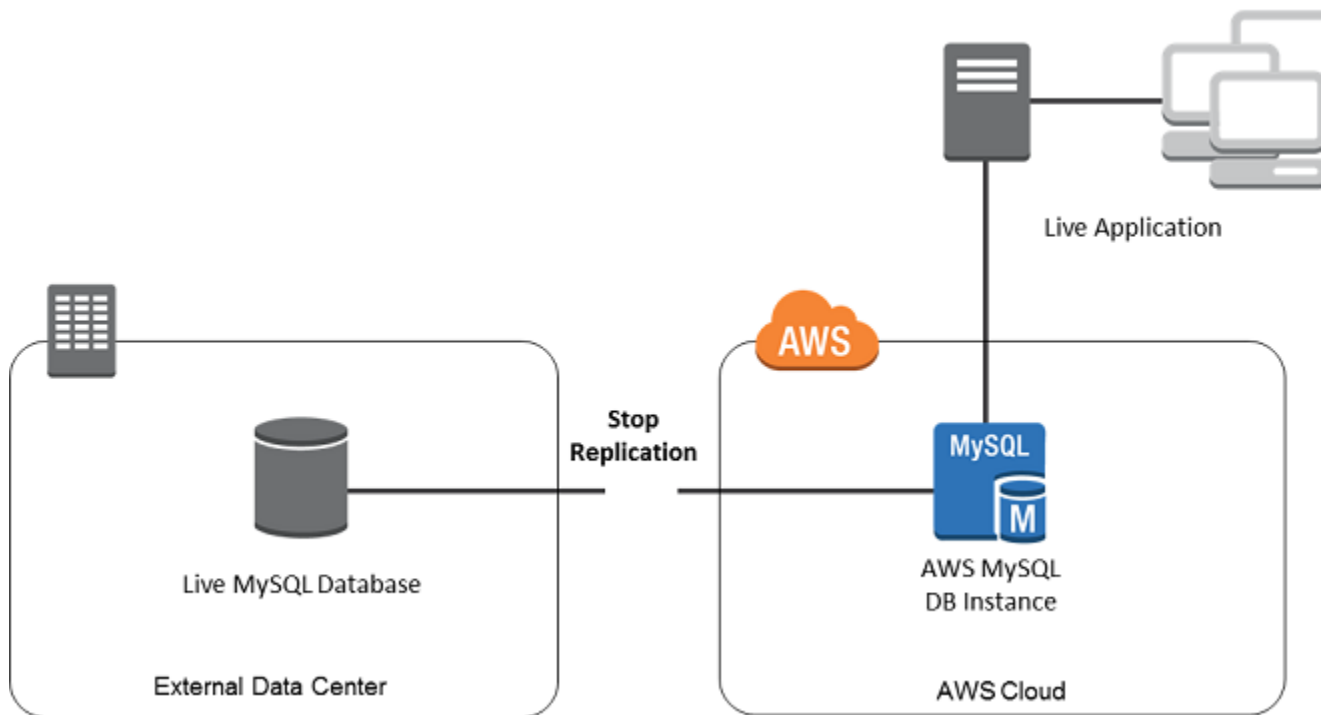 Live Application
AWS
Stop
Replication
MySQL
M
Live MySQL Database
AWS MySQL
DB Instance
External Data Center
AWS Cloud